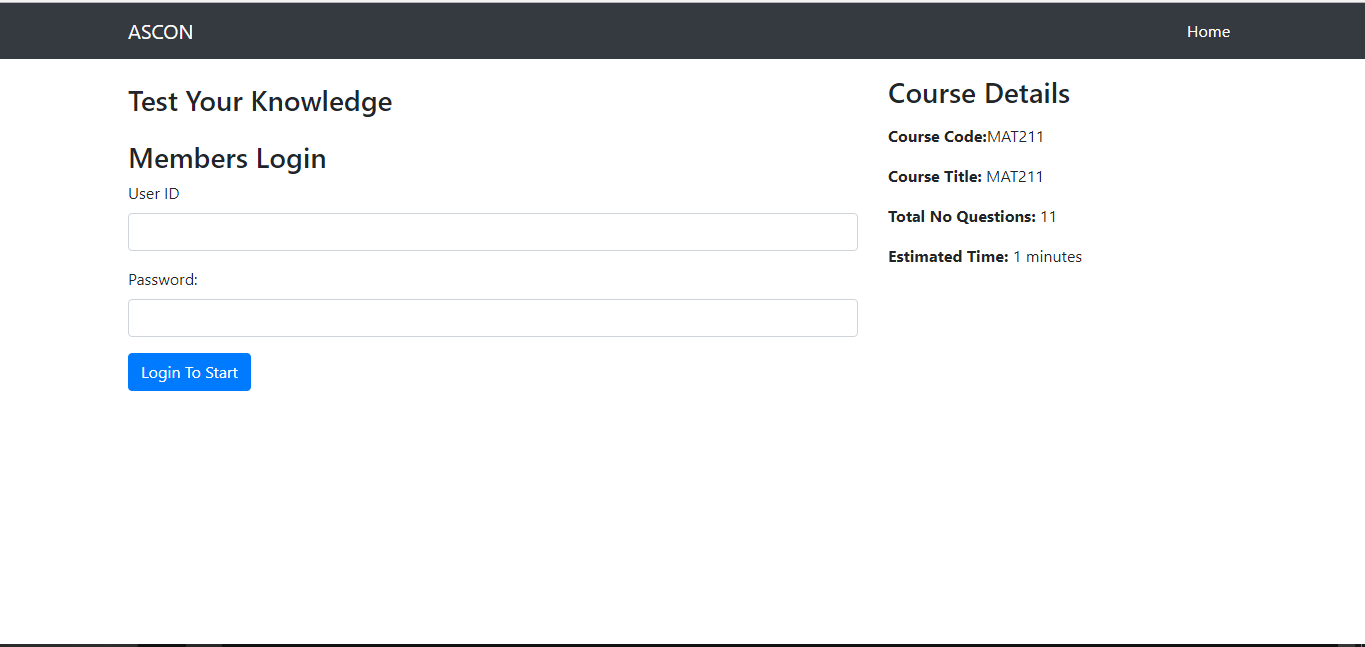 ASCON
Home
Test Your Knowledge
Members Login
User ID
Password:
Login To Start
Course Details
Course Code:MAT211
Course Title: MAT211
Total No Questions: 11
Estimated Time: 1 minutes